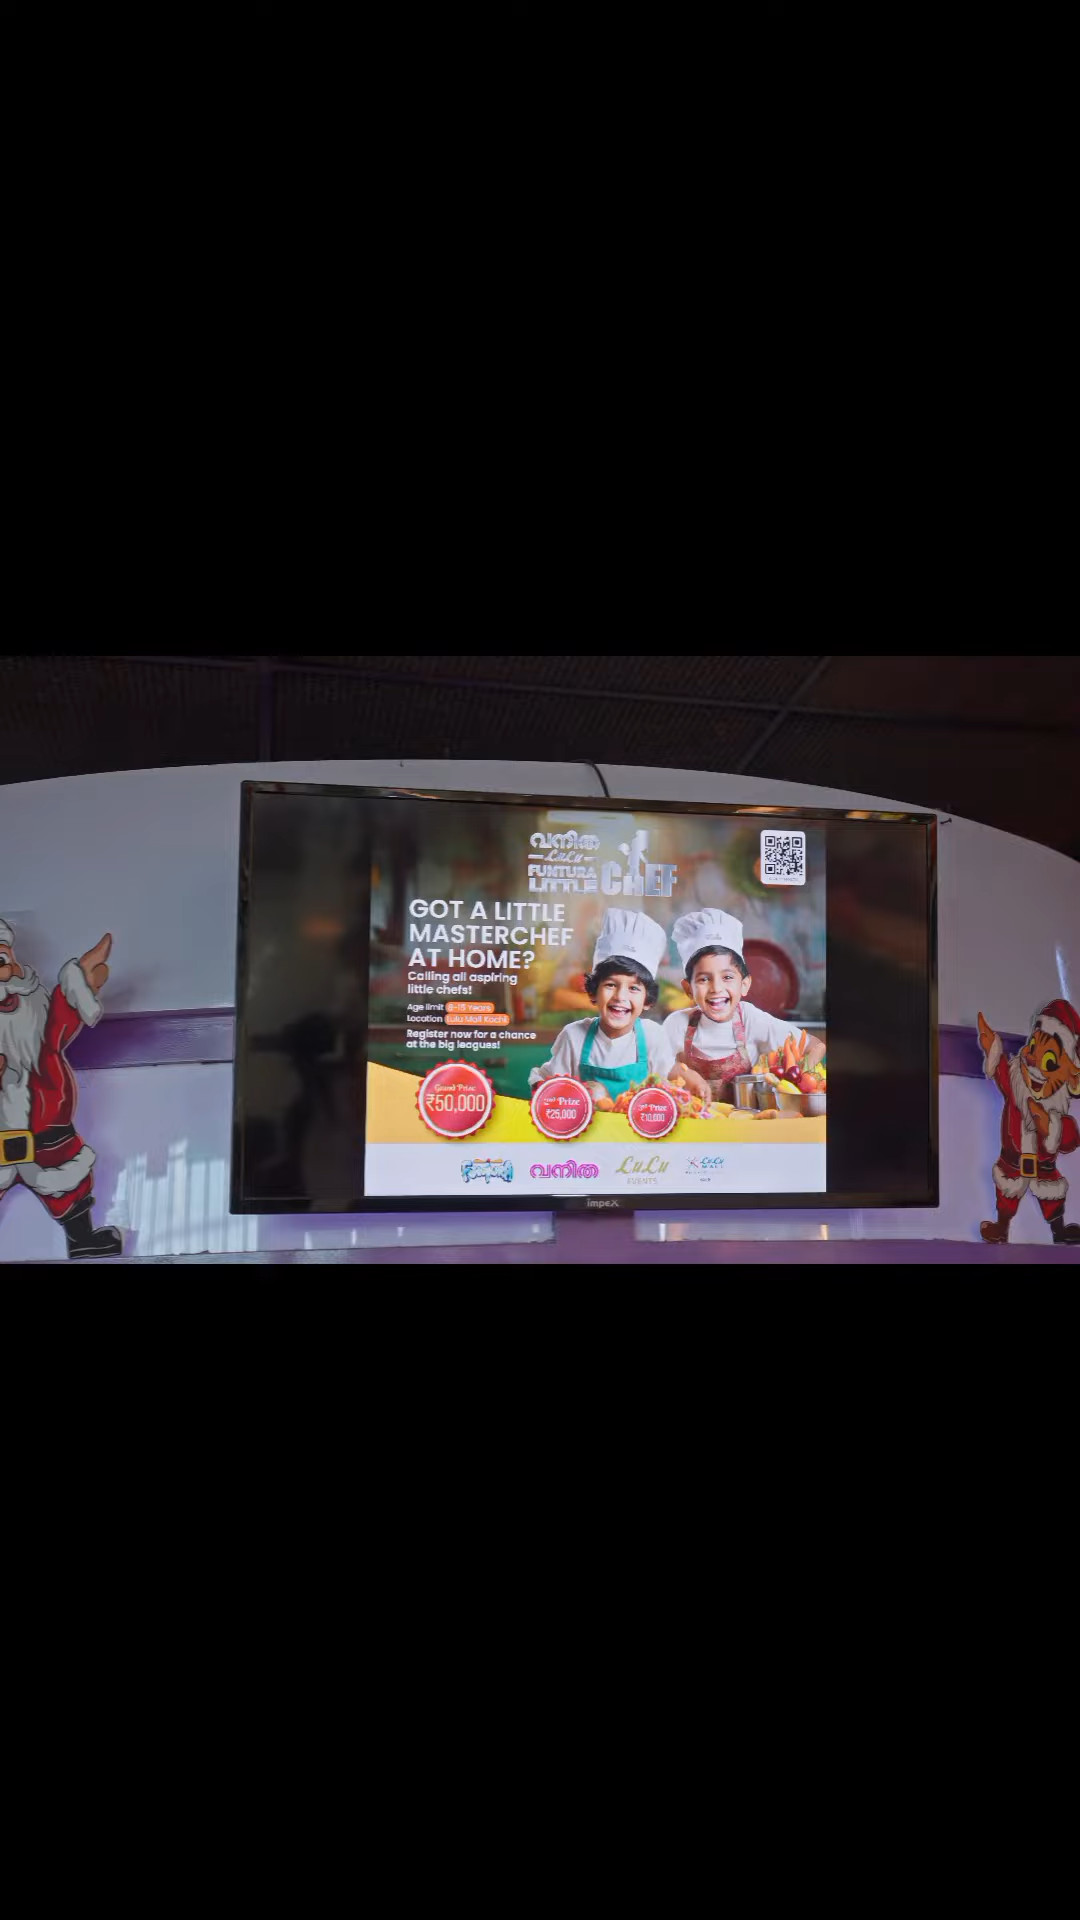 വനിത
LuLu
FUNTURA
LITTLE CHEF
GOT A LITTLE
MASTERCHEF
AT HOME?
Calling all aspiring
little chefs!
Age limit 8-15 Years
Location Lulu Mall Kochi
Register now for a chance
at the big leagues!
Grand Prize
₹50,000
2nd Prize
₹25,000
3rd Prize
₹10,000
Funtura
വനിത
LuLu
EVENTS
LuLu
MALL
impex